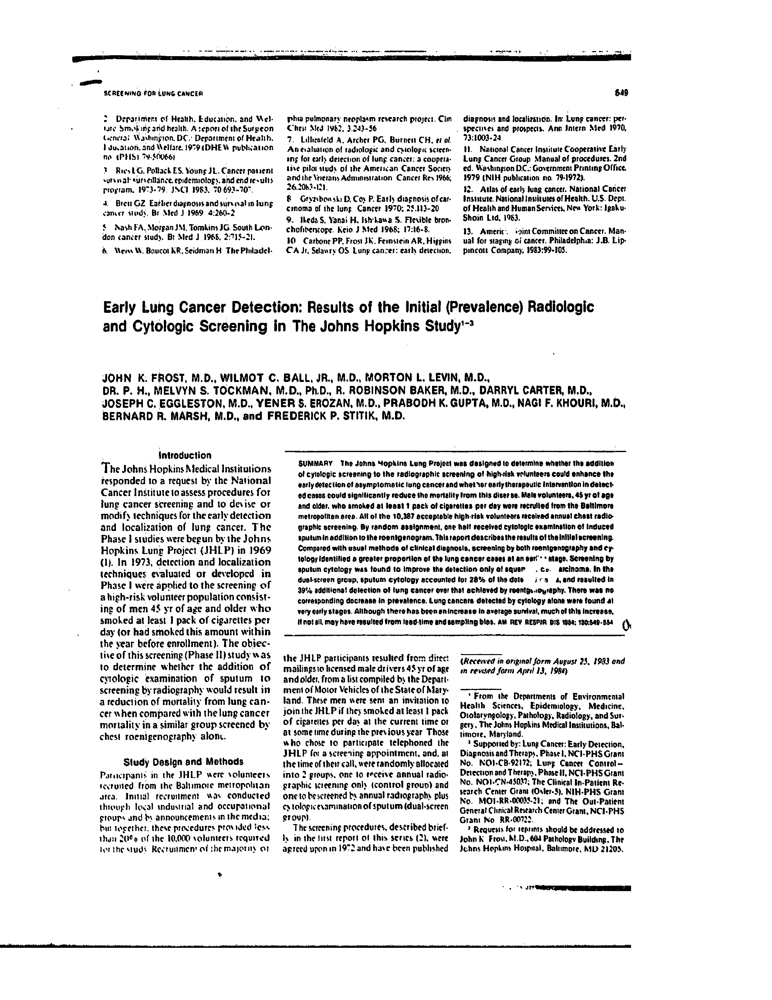 SCREENING FOR LUNG CANCER
549
2 Department of Health, Education, and Wel-
fare Smoking and health. A report of the Surgeon
General. Washington, DC: Department of Health,
Education, and Welfare, 1979 (DHEW publication
no (PHS) 79-50066)
3 Ries LG, Pollack ES, Young JL. Cancer patient
survival: surveillance, epidemiology, and end results
program, 1973-79. JNCI 1983, 70 693-707.
4. Brett GZ Earlier diagnosis and survival in lung
cancer study. Br Med J 1969 4:260-2
5 Nash FA, Morgan JM, Tomkins JG. South Lon-
don cancer study. Br Med J 1968, 2:715-21.
6. Weiss W, Boucot KR, Seidman H The Philadel-
phia pulmonary neoplasm research project. Clin
Chest Med 1982, 3.243-56
7. Lilienfeld A, Archer PG, Burnett CH, et al.
An evaluation of radiologic and cytologic screen-
ing for early detection of lung cancer: a coopera-
tive pilot study of the American Cancer Society
and the Veterans Administration Cancer Res 1966;
26.2083-121.
8 Grzybowski D, Coy P. Early diagnosis of car-
cinoma of the lung Cancer 1970; 25.113-20
9. Ikeda S, Yanai H, Ishikawa S. Flexible bron-
chofiberscope. Keio J Med 1968; 17:16-8.
10 Carbone PP, Frost JK, Feinstein AR, Higgins
CA Jr, Selawry OS Lung cancer: early detection,
diagnosis and localization. In: Lung cancer: per-
spectives and prospects. Ann Intern Med 1970,
73:1003-24
11. National Cancer Institute Cooperative Early
Lung Cancer Group Manual of procedures. 2nd
ed. Washington DC.: Government Printing Office.
1979 (NIH publication no 79-1972).
12. Atlas of early lung cancer. National Cancer
Institute. National Institutes of Health. U.S. Dept.
of Health and Human Services, New York: Igaku-
Shoin Ltd, 1983.
13. Americ Joint Committee on Cancer. Man-
ual for staging of cancer. Philadelphia: J.B. Lip-
pincott Company, 1983:99-105.
Early Lung Cancer Detection: Results of the Initial (Prevalence) Radiologic
and Cytologic Screening in The Johns Hopkins Study¹⁻³
JOHN K. FROST, M.D., WILMOT C. BALL, JR., M.D., MORTON L. LEVIN, M.D.,
DR. P. H., MELVYN S. TOCKMAN, M.D., Ph.D., R. ROBINSON BAKER, M.D., DARRYL CARTER, M.D.,
JOSEPH C. EGGLESTON, M.D., YENER S. EROZAN, M.D., PRABODH K. GUPTA, M.D., NAGI F. KHOURI, M.D.,
BERNARD R. MARSH, M.D., and FREDERICK P. STITIK, M.D.
Introduction
The Johns Hopkins Medical Institutions
responded to a request by the National
Cancer Institute to assess procedures for
lung cancer screening and to devise or
modify techniques for the early detection
and localization of lung cancer. The
Phase I studies were begun by the Johns
Hopkins Lung Project (JHLP) in 1969
(1). In 1973, detection and localization
techniques evaluated or developed in
Phase I were applied to the screening of
a high-risk volunteer population consist-
ing of men 45 yr of age and older who
smoked at least 1 pack of cigarettes per
day (or had smoked this amount within
the year before enrollment). The objec-
tive of this screening (Phase II) study was
to determine whether the addition of
cytologic examination of sputum to
screening by radiography would result in
a reduction of mortality from lung can-
cer when compared with the lung cancer
mortality in a similar group screened by
chest roentgenography alone.
Study Design and Methods
Participants in the JHLP were volunteers
recruited from the Baltimore metropolitan
area. Initial recruitment was conducted
through local industrial and occupational
groups and by announcements in the media;
but together, these procedures provided less
than 20% of the 10,000 volunteers required
for the study. Recruitment of the majority of
SUMMARY The Johns Hopkins Lung Project was designed to determine whether the addition
of cytologic screening to the radiographic screening of high-risk volunteers could enhance the
early detection of asymptomatic lung cancer and whether early therapeutic intervention in detect-
ed cases could significantly reduce the mortality from this disease. Male volunteers, 45 yr of age
and older, who smoked at least 1 pack of cigarettes per day were recruited from the Baltimore
metropolitan area. All of the 10,387 acceptable high-risk volunteers received annual chest radio-
graphic screening. By random assignment, one half received cytologic examination of induced
sputum in addition to the roentgenogram. This report describes the results of the initial screening.
Compared with usual methods of clinical diagnosis, screening by both roentgenography and cy-
tology identified a greater proportion of the lung cancer cases at an earlier stage. Screening by
sputum cytology was found to improve the detection only of squam
dual-screen group, sputum cytology accounted for 28% of the and resulted in
39% additional detection of lung cancer over that achieved by roentgenography. There was no
corresponding decrease in prevalence. Lung cancers detected by cytology alone were found at
very early stages. Although there has been an increase in average survival, much of this increase,
if not all, may have resulted from lead-time and sampling bias. AM REV RESPIR DIS 1984; 130:549-554
the JHLP participants resulted from direct
mailings to licensed male drivers 45 yr of age
and older, from a list compiled by the Depart-
ment of Motor Vehicles of the State of Mary-
land. These men were sent an invitation to
join the JHLP if they smoked at least 1 pack
of cigarettes per day at the current time or
at some time during the previous year Those
who chose to participate telephoned the
JHLP for a screening appointment, and, at
the time of their call, were randomly allocated
into 2 groups, one to receive annual radio-
graphic screening only (control group) and
one to be screened by annual radiography plus
cytologic examination of sputum (dual-screen
group).
The screening procedures, described brief-
ly in the first report of this series (2), were
agreed upon in 1972 and have been published
(Received in original form August 25, 1983 and
in revised form April 13, 1984)
¹ From the Departments of Environmental
Health Sciences, Epidemiology, Medicine,
Otolaryngology, Pathology, Radiology, and Sur-
gery, The Johns Hopkins Medical Institutions, Bal-
timore, Maryland.
² Supported by: Lung Cancer: Early Detection,
Diagnosis and Therapy, Phase I, NCI-PHS Grant
No. NO1-CB-92172; Lung Cancer Control–
Detection and Therapy, Phase II, NCI-PHS Grant
No. NO1-CN-45037; The Clinical In-Patient Re-
search Center Grant (Osler-5), NIH-PHS Grant
No. MO1-RR-00035-21; and The Out-Patient
General Clinical Research Center Grant, NCI-PHS
Grant No RR-00722.
³ Requests for reprints should be addressed to
John K Frost, M.D., 604 Pathology Building, The
Johns Hopkins Hospital, Baltimore, MD 21205.